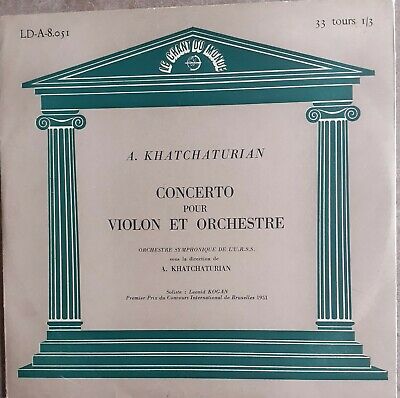 LD-A-8.051
33 tours 1/3
LE CHANT DU MONDE
A. KHATCHATURIAN
CONCERTO
POUR
VIOLON ET ORCHESTRE
ORCHESTRE SYMPHONIQUE DE L'U.R.S.S.
sous la direction de
A. KHATCHATURIAN
Soliste : Leonid KOGAN
Premier Prix du Concours International de Bruxelles 1951